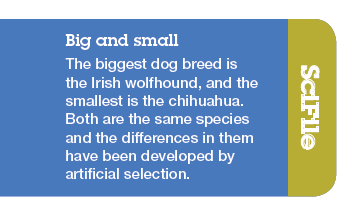 Big and small
The biggest dog breed is
the Irish wolfhound, and the
smallest is the chihuahua.
Both are the same species
and the differences in them
have been developed by
artificial selection.
SciFile